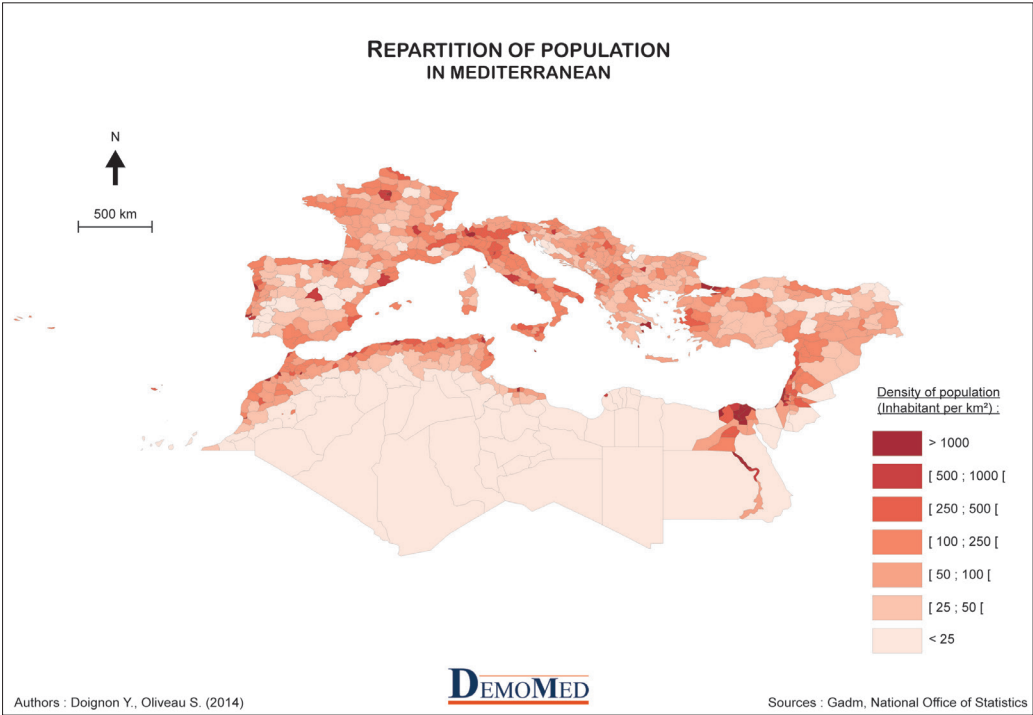 REPARTITION OF POPULATION
IN MEDITERRANEAN
N
500 km
Density of population
(Inhabitant per km²) :
> 1000
[ 500 ; 1000 [
[ 250 ; 500 [
[ 100 ; 250 [
[ 50 ; 100 [
[ 25 ; 50 [
< 25
Authors : Doignon Y., Oliveau S. (2014)
DEMOMED
Sources : Gadm, National Office of Statistics